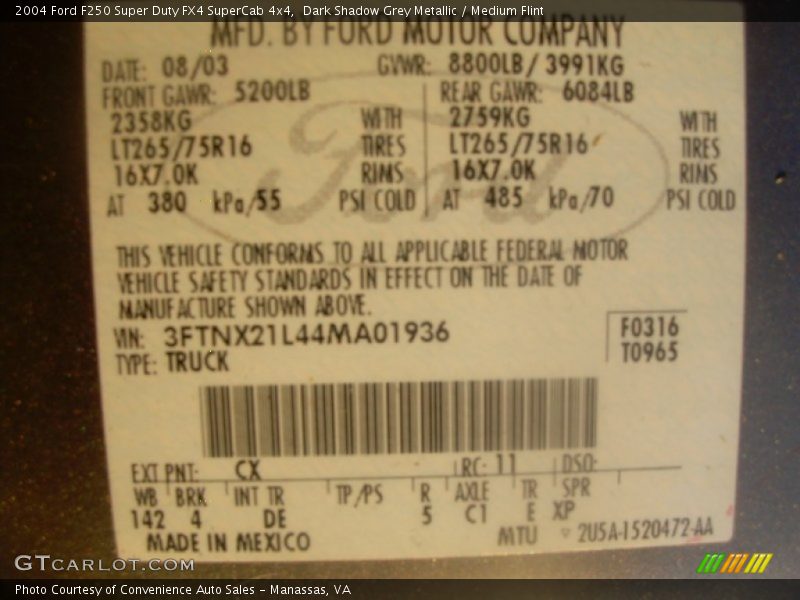 2004 Ford F250 Super Duty FX4 SuperCab 4x4, Dark Shadow Grey Metallic / Medium Flint
MFD. BY FORD MOTOR COMPANY
DATE: 08/03 GVWR: 8800LB / 3991KG
FRONT GAWR: 5200LB REAR GAWR: 6084LB
2358KG WITH 2759KG WITH
LT265/75R16 TIRES LT265/75R16 TIRES
16X7.0K RIMS 16X7.0K RIMS
AT 380 kPa/55 PSI COLD AT 485 kPa/70 PSI COLD
Ford
THIS VEHICLE CONFORMS TO ALL APPLICABLE FEDERAL MOTOR
VEHICLE SAFETY STANDARDS IN EFFECT ON THE DATE OF
MANUFACTURE SHOWN ABOVE.
VIN: 3FTNX21L44MA01936 F0316
TYPE: TRUCK T0965
EXT PNT: CX RC: 11 DSO:
WB BRK INT TR TP/PS R AXLE TR SPR
142 4 DE 5 C1 E XP
MADE IN MEXICO MTU 2U5A-1520472-AA
GTCARLOT.COM
Photo Courtesy of Convenience Auto Sales – Manassas, VA